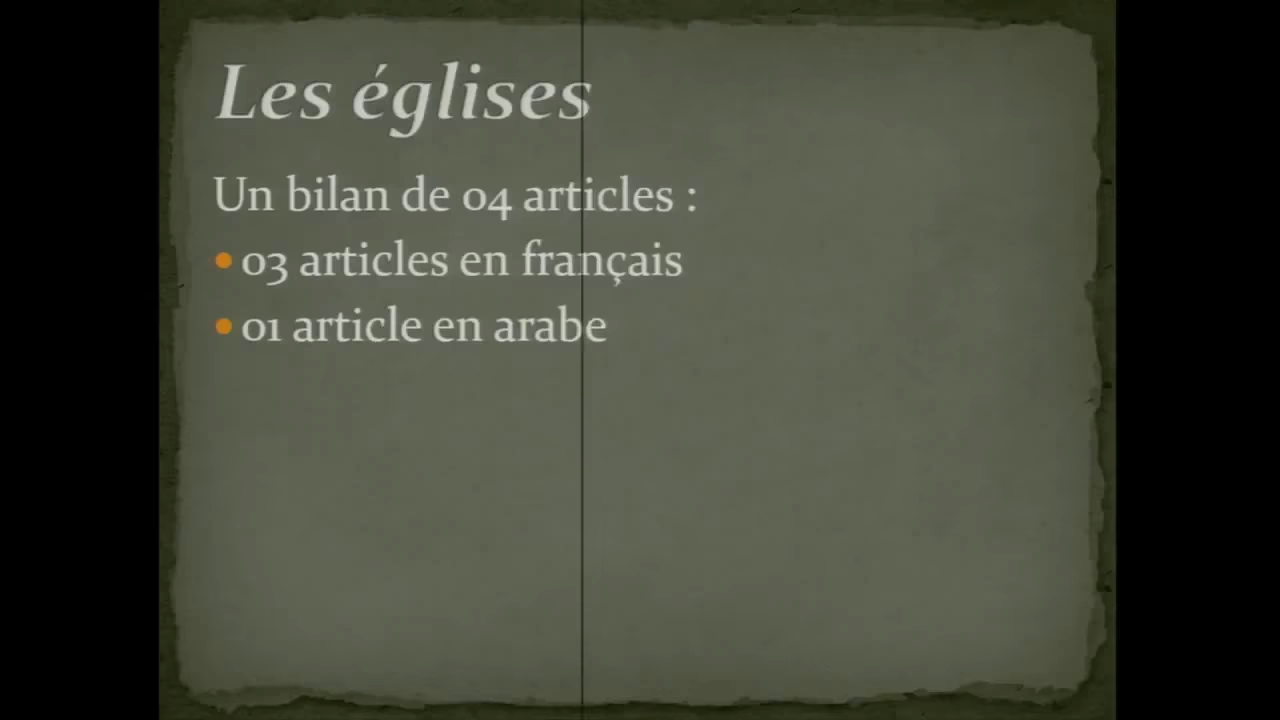 Les églises
Un bilan de 04 articles :
• 03 articles en français
• 01 article en arabe